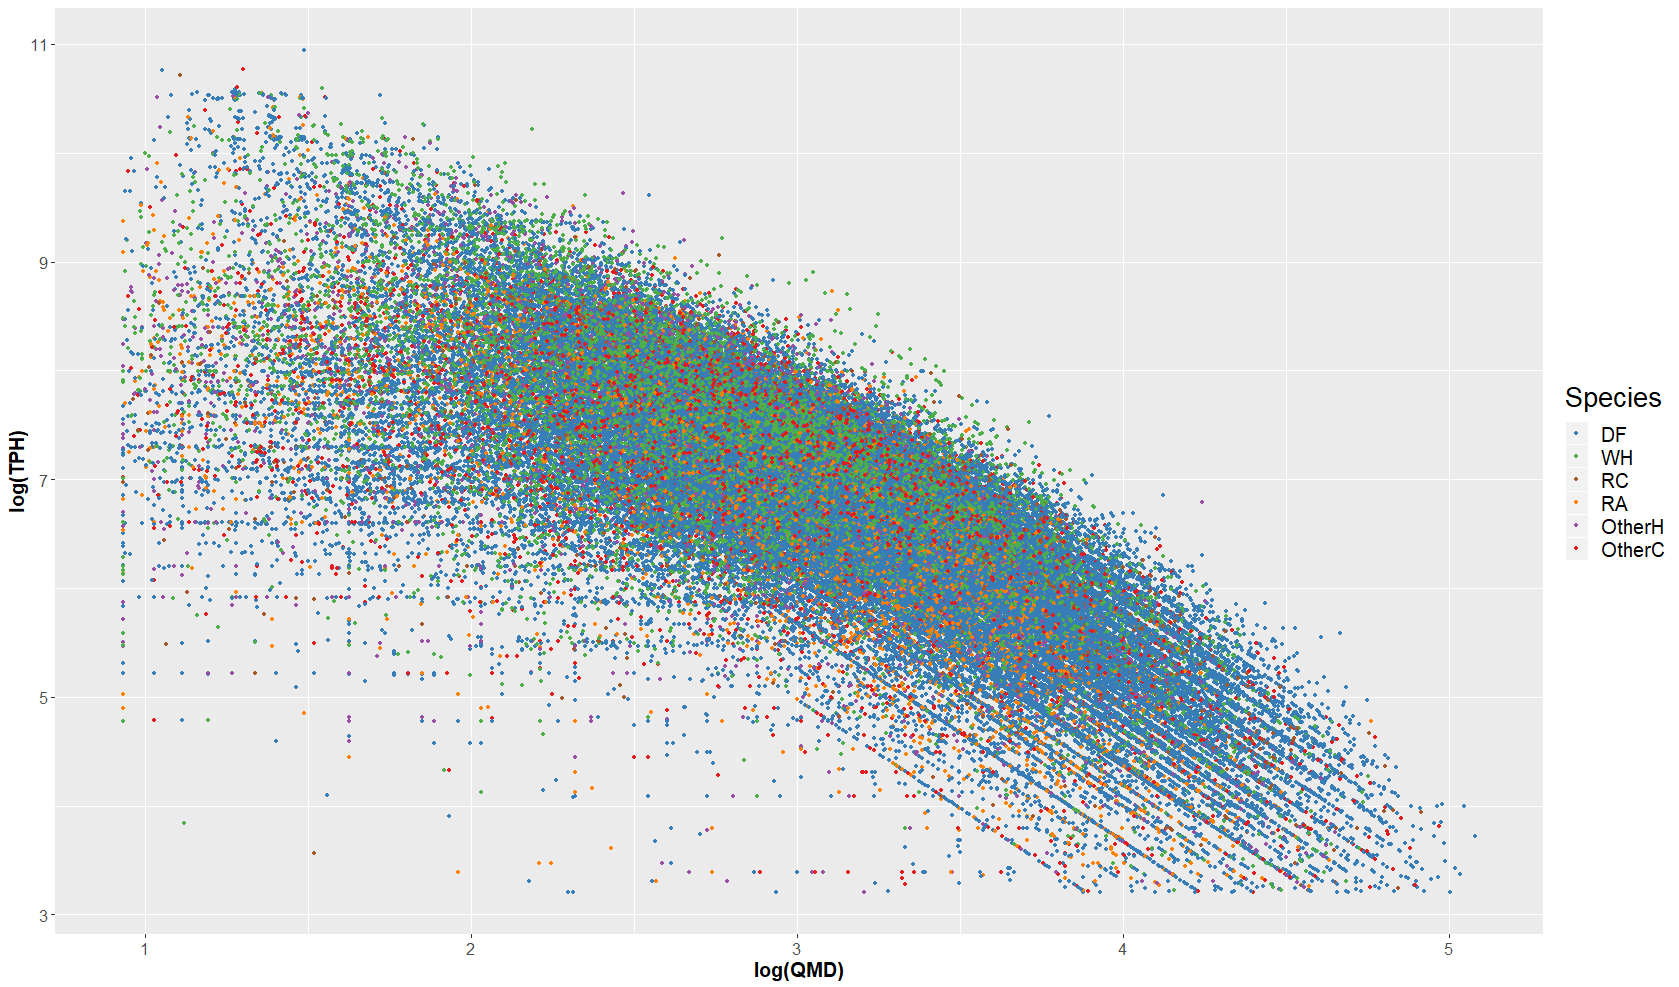 11
9
7
5
3
log(TPH)
1 2 3 4 5
log(QMD)
Species
DF
WH
RC
RA
OtherH
OtherC